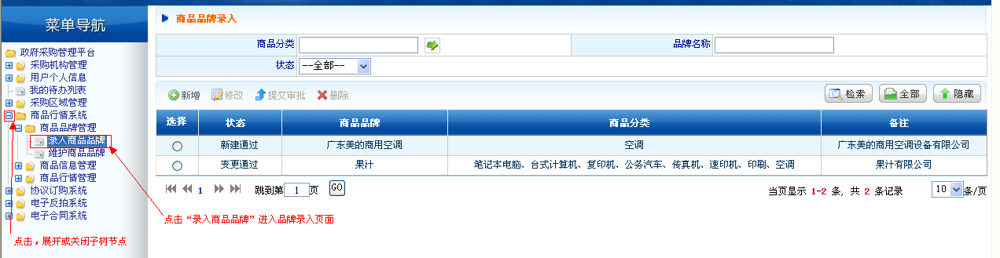 菜单导航
政府采购管理平台
采购机构管理
用户个人信息
我的待办列表
采购区域管理
商品行情系统
商品品牌管理
录入商品品牌
维护商品品牌
商品信息管理
商品行情管理
协议订购系统
电子反拍系统
电子合同系统
点击，展开或关闭子树节点
商品品牌录入
商品分类 品牌名称
状态 --全部--
新增 修改 提交审批 删除 检索 全部 隐藏
选择 状态 商品品牌 商品分类 备注
新建通过 广东美的商用空调 空调 广东美的商用空调设备有限公司
变更通过 果汁 笔记本电脑、台式计算机、复印机、公务汽车、传真机、速印机、印刷、空调 果汁有限公司
1 跳到第 1 页 GO 当页显示 1-2 条, 共 2 条记录 10 条/页
点击“录入商品品牌”进入品牌录入页面